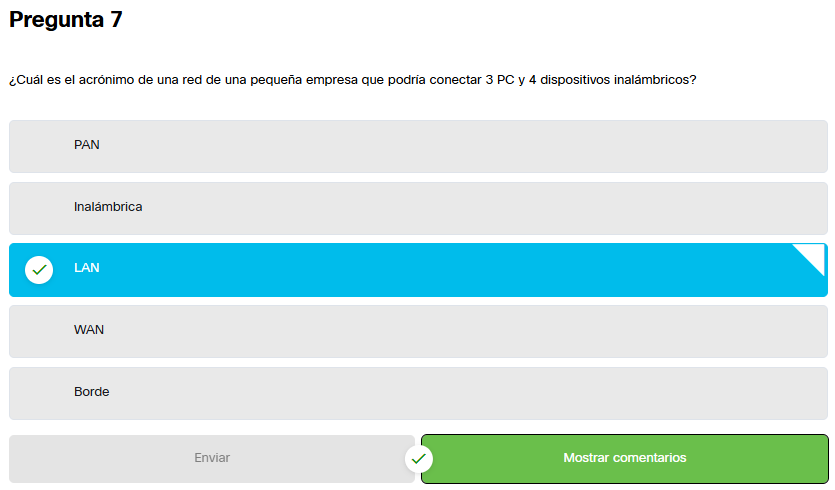 Pregunta 7
¿Cuál es el acrónimo de una red de una pequeña empresa que podría conectar 3 PC y 4 dispositivos inalámbricos?
PAN
Inalámbrica
LAN
WAN
Borde
Enviar
Mostrar comentarios